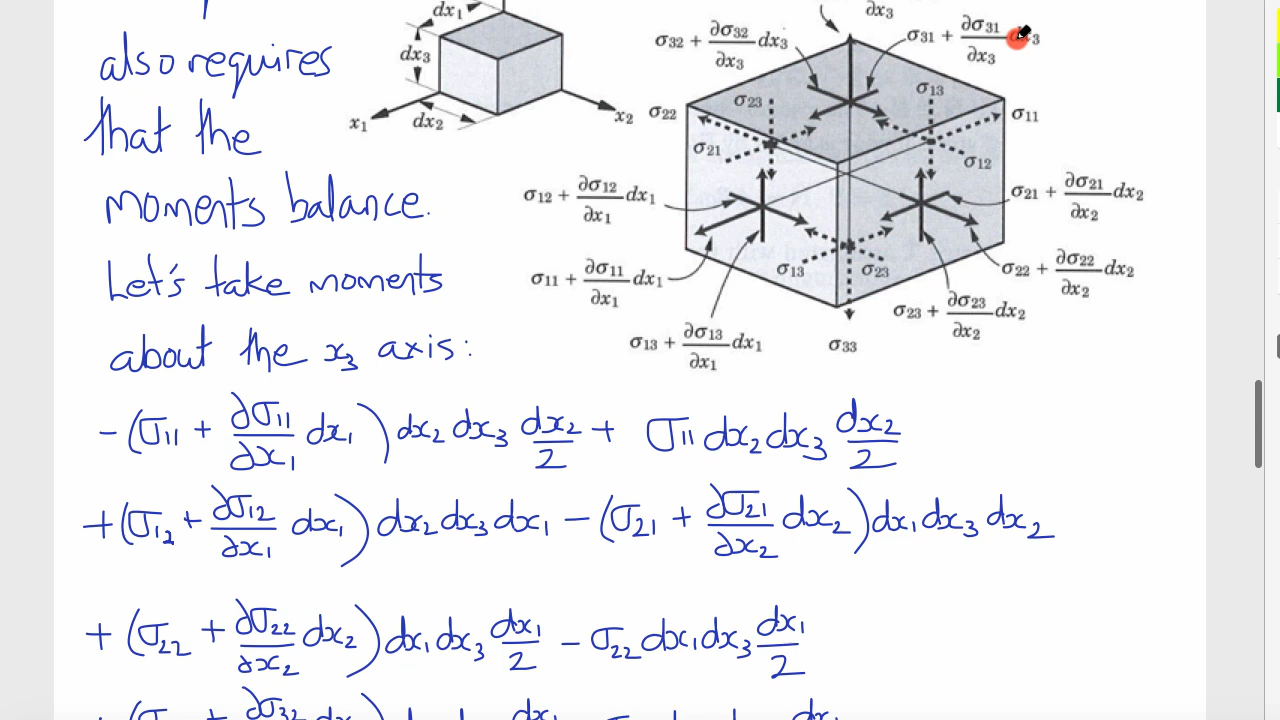 also requires
that the
moments balance.
Let's take moments
about the x₃ axis:
dx₁
dx₃
dx₂
x₁
x₂
∂x₃
σ₃₂ + ∂σ₃₂/∂x₃ dx₃
σ₃₁ + ∂σ₃₁/∂x₃ dx₃
σ₂₂
σ₂₃
σ₁₃
σ₁₁
σ₂₁
σ₁₂
σ₁₂ + ∂σ₁₂/∂x₁ dx₁
σ₂₁ + ∂σ₂₁/∂x₂ dx₂
σ₁₁ + ∂σ₁₁/∂x₁ dx₁
σ₁₃
σ₂₃
σ₂₂ + ∂σ₂₂/∂x₂ dx₂
σ₁₃ + ∂σ₁₃/∂x₁ dx₁
σ₃₃
σ₂₃ + ∂σ₂₃/∂x₂ dx₂
- (σ₁₁ + ∂σ₁₁/∂x₁ dx₁) dx₂ dx₃ dx₂/2 + σ₁₁ dx₂ dx₃ dx₂/2
+ (σ₁₂ + ∂σ₁₂/∂x₁ dx₁) dx₂ dx₃ dx₁ - (σ₂₁ + ∂σ₂₁/∂x₂ dx₂) dx₁ dx₃ dx₂
+ (σ₂₂ + ∂σ₂₂/∂x₂ dx₂) dx₁ dx₃ dx₁/2 - σ₂₂ dx₁ dx₃ dx₁/2